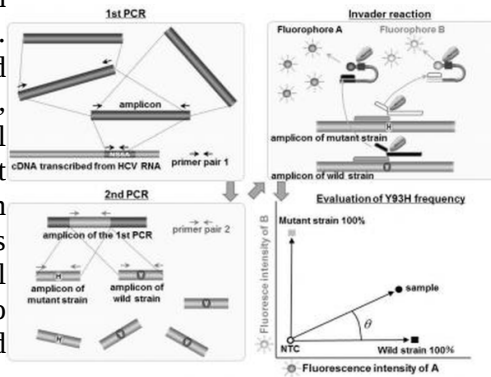 1st PCR
amplicon
cDNA transcribed from HCV RNA
primer pair 1
Invader reaction
Fluorophore A
Fluorophore B
H
amplicon of mutant strain
Y
amplicon of wild strain
2nd PCR
amplicon of the 1st PCR
primer pair 2
H
Y
amplicon of
mutant strain
amplicon of
wild strain
Y
H
Y
Y
Evaluation of Y93H frequency
Fluoresce intensity of B
Mutant strain 100%
sample
θ
NTC
Wild strain 100%
Fluorescence intensity of A